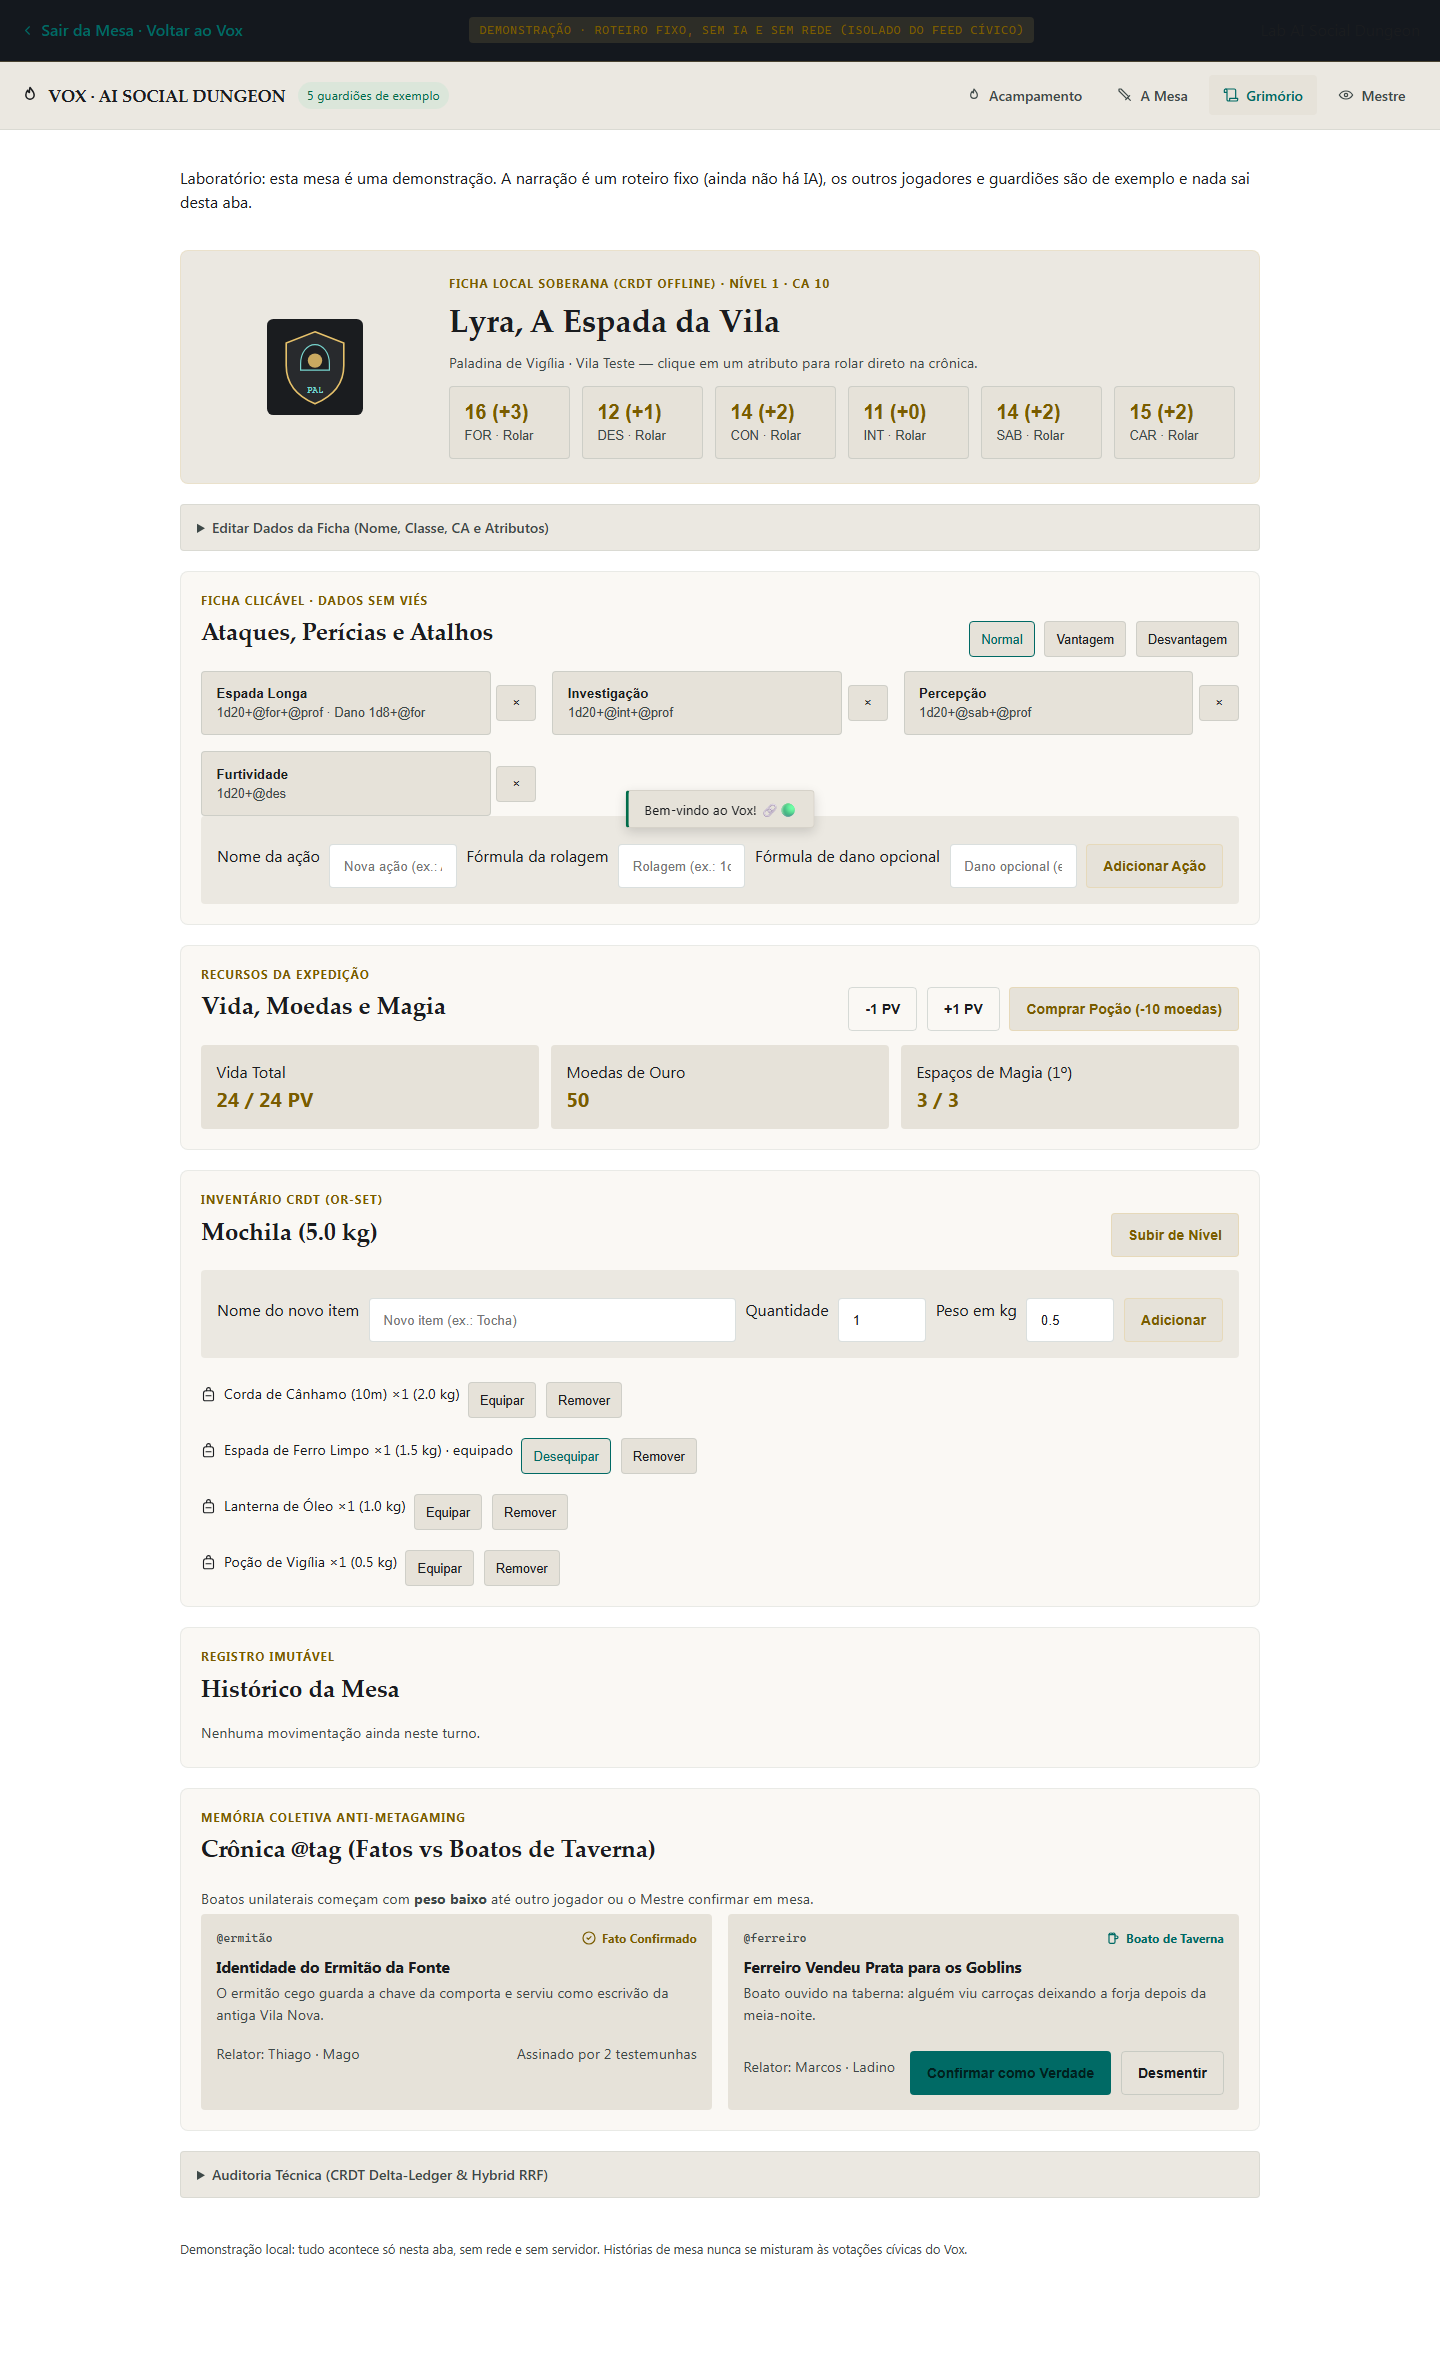 Sair da Mesa · Voltar ao Vox
DEMONSTRAÇÃO · ROTEIRO FIXO, SEM IA E SEM REDE (ISOLADO DO FEED CÍVICO)
VOX · AI SOCIAL DUNGEON
5 guardiões de exemplo
Acampamento
A Mesa
Grimório
Mestre
Laboratório: esta mesa é uma demonstração. A narração é um roteiro fixo (ainda não há IA), os outros jogadores e guardiões são de exemplo e nada sai
desta aba.
PAL
FICHA LOCAL SOBERANA (CRDT OFFLINE) · NÍVEL 1 · CA 10
Lyra, A Espada da Vila
Paladina de Vigília · Vila Teste — clique em um atributo para rolar direto na crônica.
16 (+3)
FOR · Rolar
12 (+1)
DES · Rolar
14 (+2)
CON · Rolar
11 (+0)
INT · Rolar
14 (+2)
SAB · Rolar
15 (+2)
CAR · Rolar
▶ Editar Dados da Ficha (Nome, Classe, CA e Atributos)
FICHA CLICÁVEL · DADOS SEM VIÉS
Ataques, Perícias e Atalhos
Normal
Vantagem
Desvantagem
Espada Longa
1d20+@for+@prof · Dano 1d8+@for
×
Investigação
1d20+@int+@prof
×
Percepção
1d20+@sab+@prof
×
Furtividade
1d20+@des
×
Bem-vindo ao Vox!
Nome da ação
Nova ação (ex.:
Fórmula da rolagem
Rolagem (ex.: 1d
Fórmula de dano opcional
Dano opcional (e
Adicionar Ação
RECURSOS DA EXPEDIÇÃO
Vida, Moedas e Magia
-1 PV
+1 PV
Comprar Poção (-10 moedas)
Vida Total
24 / 24 PV
Moedas de Ouro
50
Espaços de Magia (1º)
3 / 3
INVENTÁRIO CRDT (OR-SET)
Mochila (5.0 kg)
Subir de Nível
Nome do novo item
Novo item (ex.: Tocha)
Quantidade
1
Peso em kg
0.5
Adicionar
Corda de Cânhamo (10m) ×1 (2.0 kg)
Equipar
Remover
Espada de Ferro Limpo ×1 (1.5 kg) · equipado
Desequipar
Remover
Lanterna de Óleo ×1 (1.0 kg)
Equipar
Remover
Poção de Vigília ×1 (0.5 kg)
Equipar
Remover
REGISTRO IMUTÁVEL
Histórico da Mesa
Nenhuma movimentação ainda neste turno.
MEMÓRIA COLETIVA ANTI-METAGAMING
Crônica @tag (Fatos vs Boatos de Taverna)
Boatos unilaterais começam com peso baixo até outro jogador ou o Mestre confirmar em mesa.
@ermitão
Fato Confirmado
Identidade do Ermitão da Fonte
O ermitão cego guarda a chave da comporta e serviu como escrivão da
antiga Vila Nova.
Relator: Thiago · Mago
Assinado por 2 testemunhas
@ferreiro
Boato de Taverna
Ferreiro Vendeu Prata para os Goblins
Boato ouvido na taberna: alguém viu carroças deixando a forja depois da
meia-noite.
Relator: Marcos · Ladino
Confirmar como Verdade
Desmentir
▶ Auditoria Técnica (CRDT Delta-Ledger & Hybrid RRF)
Demonstração local: tudo acontece só nesta aba, sem rede e sem servidor. Histórias de mesa nunca se misturam às votações cívicas do Vox.